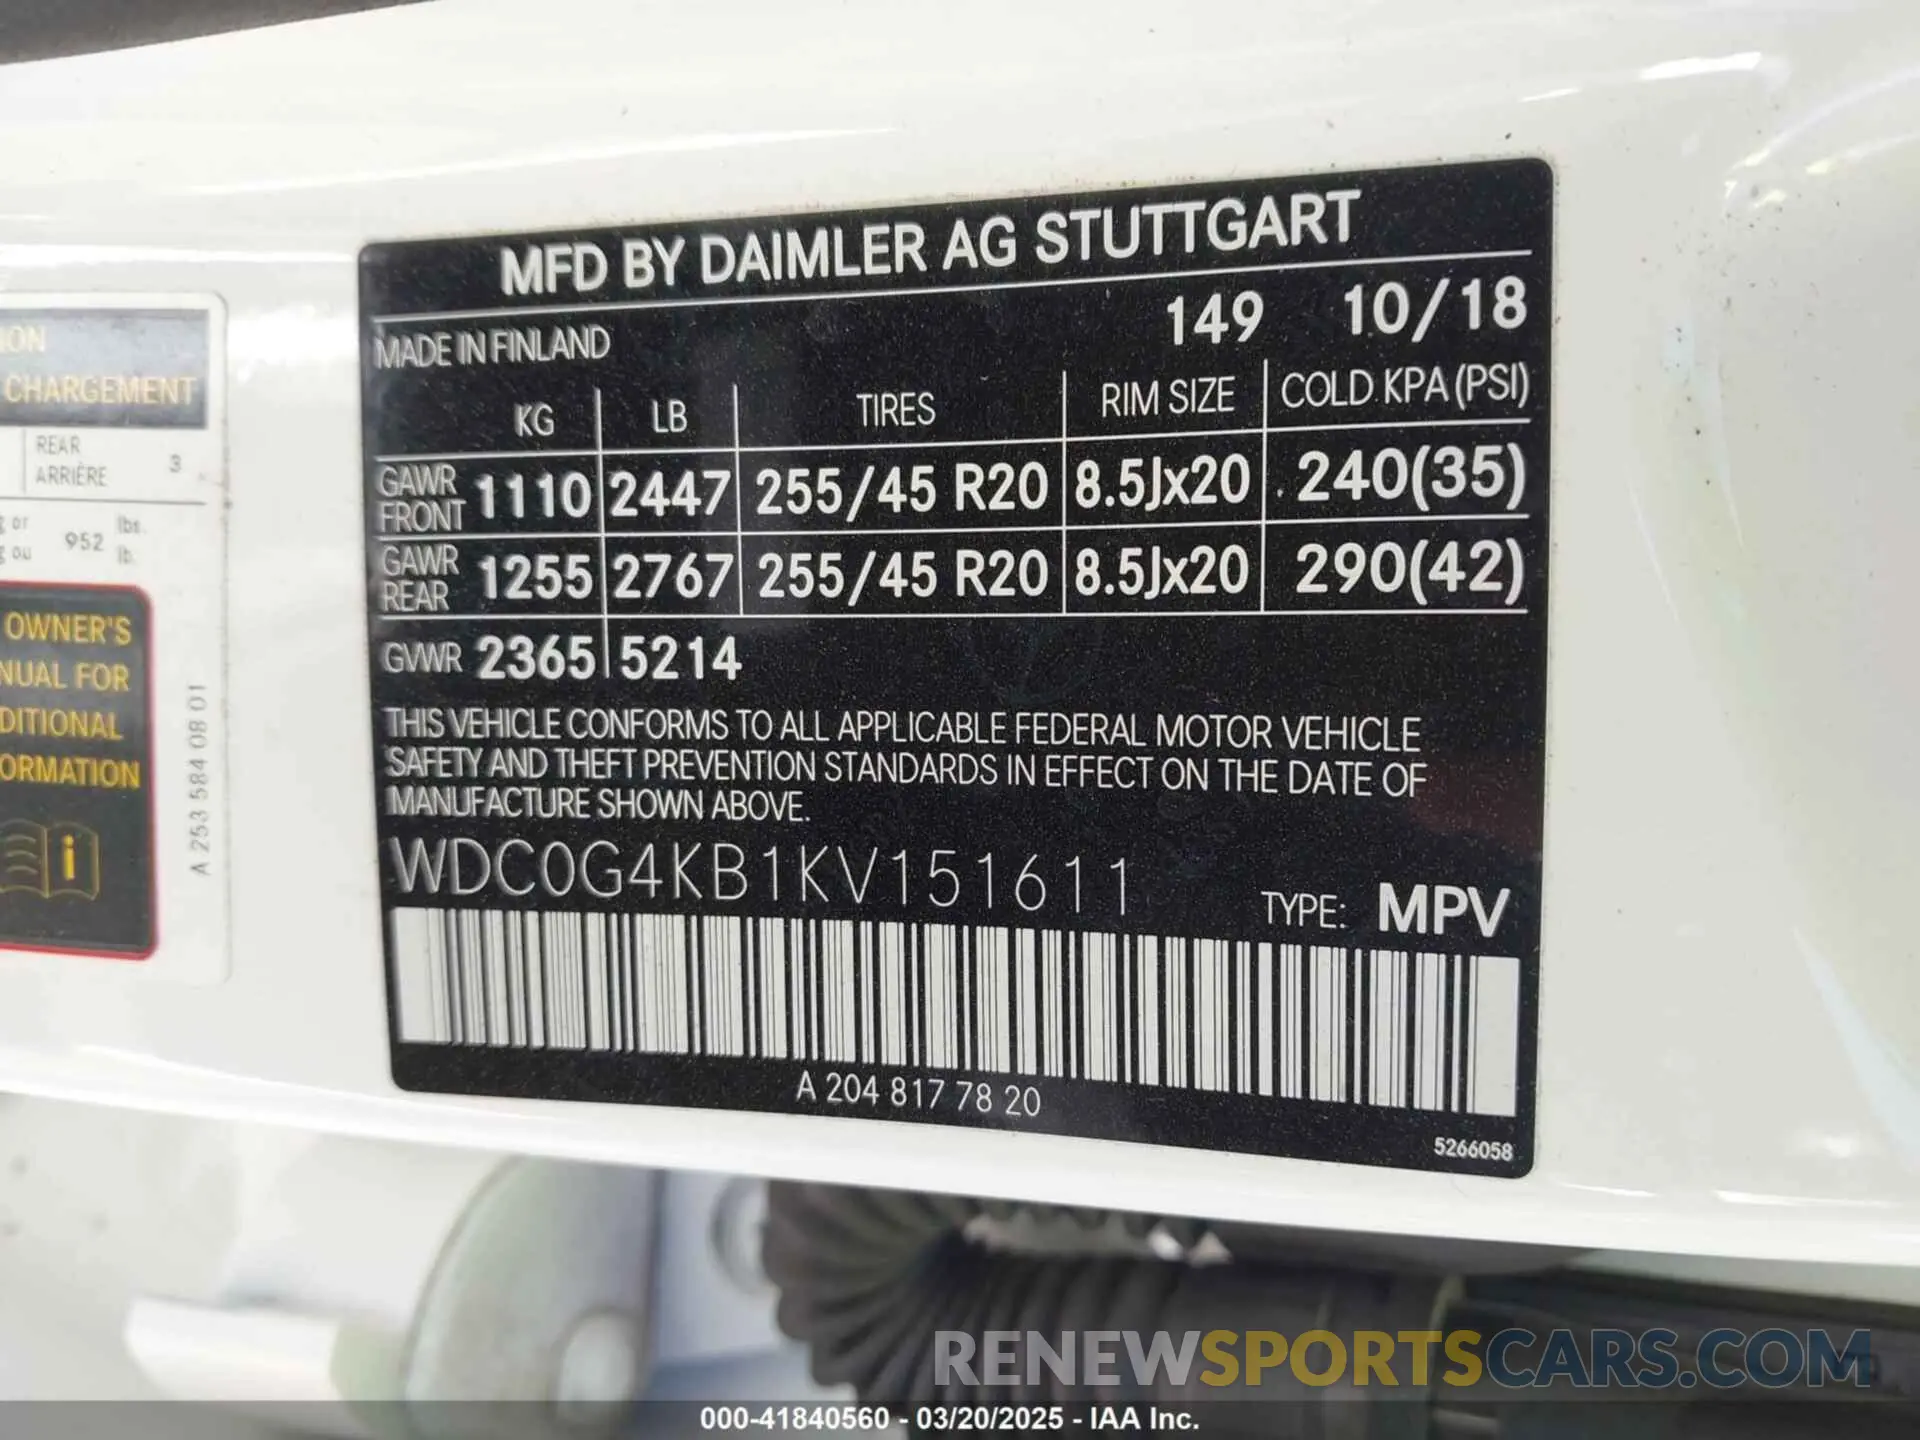 MFD BY DAIMLER AG STUTTGART
MADE IN FINLAND 149 10/18
KG LB TIRES RIM SIZE COLD KPA (PSI)
GAWR FRONT 1110 2447 255/45 R20 8.5Jx20 240(35)
GAWR REAR 1255 2767 255/45 R20 8.5Jx20 290(42)
GVWR 2365 5214
THIS VEHICLE CONFORMS TO ALL APPLICABLE FEDERAL MOTOR VEHICLE
SAFETY AND THEFT PREVENTION STANDARDS IN EFFECT ON THE DATE OF
MANUFACTURE SHOWN ABOVE.
WDC0G4KB1KV151611 TYPE: MPV
A 204 817 78 20
5266058
CHARGEMENT
REAR 3
ARRIÈRE
or 952 lbs.
ou lb.
OWNER'S
FOR
A 253 584 08 01
RENEWSPORTSCARS.COM
000-41840560 - 03/20/2025 - IAA Inc.